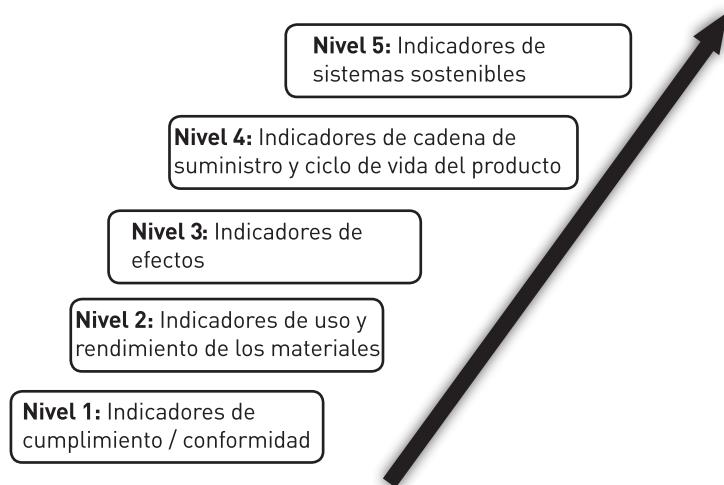 Nivel 5: Indicadores de
sistemas sostenibles
Nivel 4: Indicadores de cadena de
suministro y ciclo de vida del producto
Nivel 3: Indicadores de
efectos
Nivel 2: Indicadores de uso y
rendimiento de los materiales
Nivel 1: Indicadores de
cumplimiento / conformidad